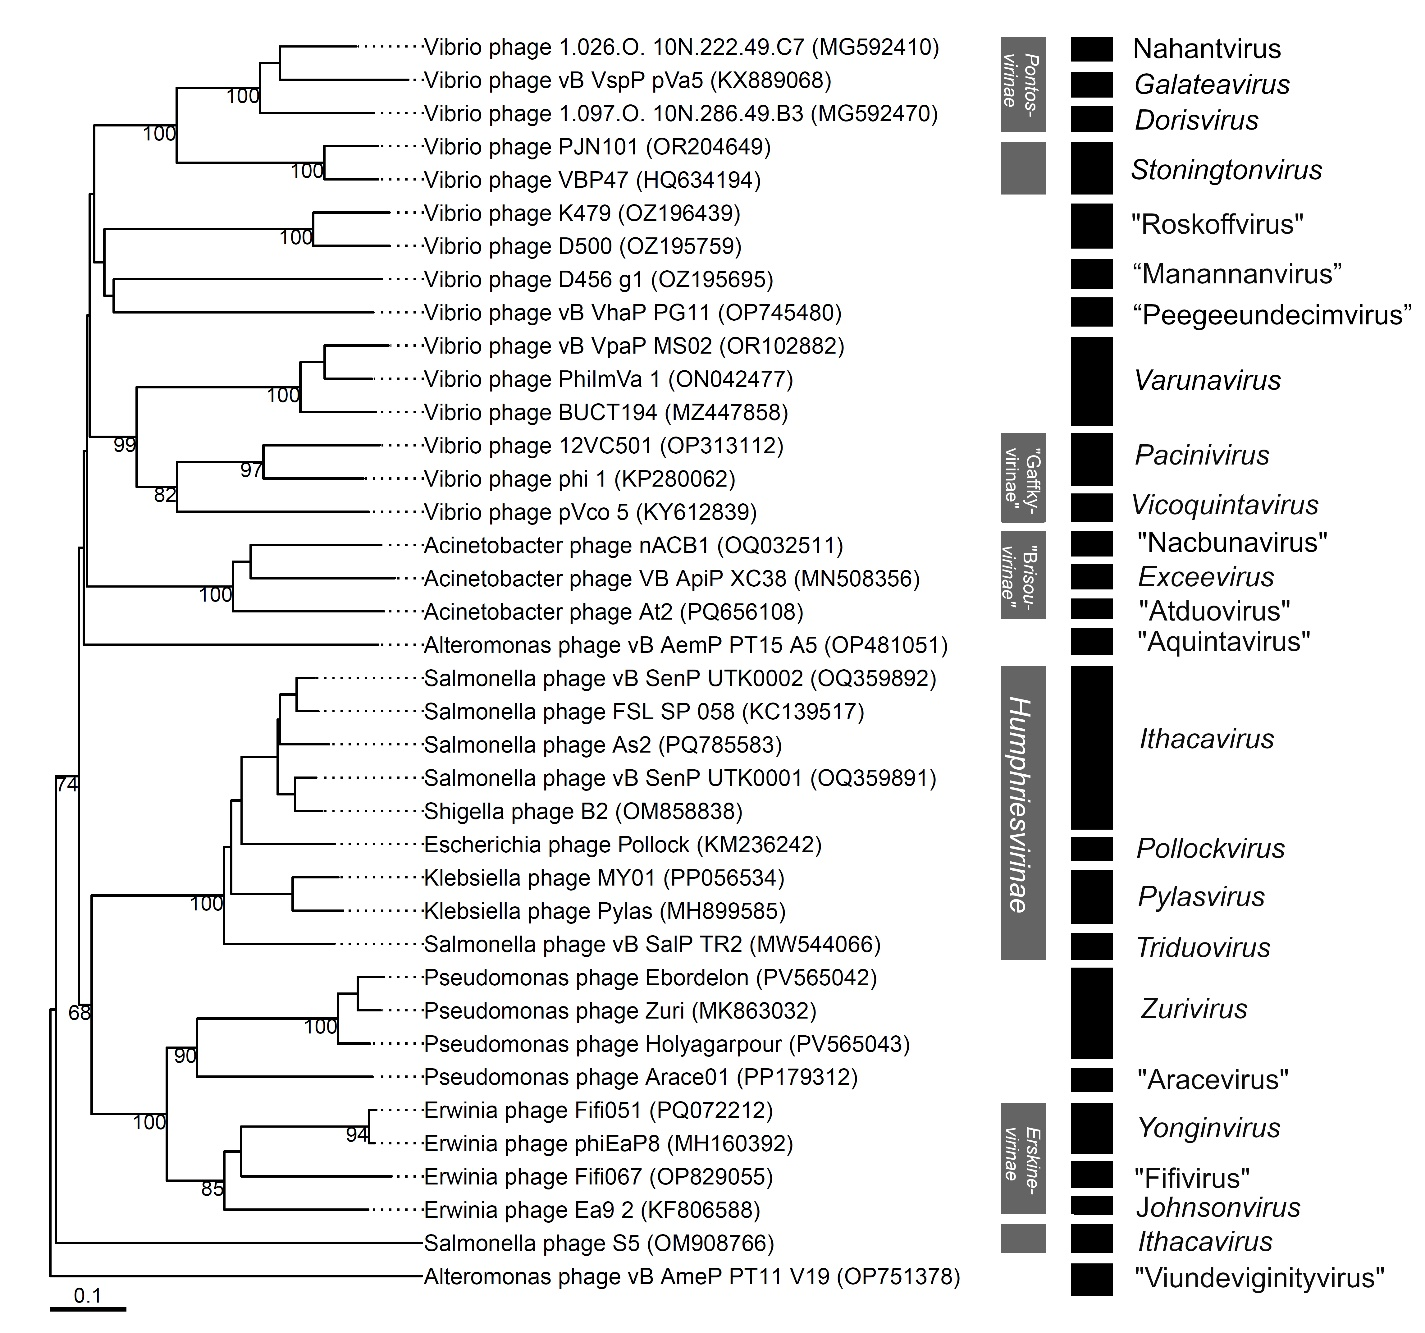 Vibrio phage 1.026.O. 10N.222.49.C7 (MG592410)
Vibrio phage vB VspP pVa5 (KX889068)
Vibrio phage 1.097.O. 10N.286.49.B3 (MG592470)
Vibrio phage PJN101 (OR204649)
Vibrio phage VBP47 (HQ634194)
Vibrio phage K479 (OZ196439)
Vibrio phage D500 (OZ195759)
Vibrio phage D456 g1 (OZ195695)
Vibrio phage vB VhaP PG11 (OP745480)
Vibrio phage vB VpaP MS02 (OR102882)
Vibrio phage PhiImVa 1 (ON042477)
Vibrio phage BUCT194 (MZ447858)
Vibrio phage 12VC501 (OP313112)
Vibrio phage phi 1 (KP280062)
Vibrio phage pVco 5 (KY612839)
Acinetobacter phage nACB1 (OQ032511)
Acinetobacter phage VB ApiP XC38 (MN508356)
Acinetobacter phage At2 (PQ656108)
Alteromonas phage vB AemP PT15 A5 (OP481051)
Salmonella phage vB SenP UTK0002 (OQ359892)
Salmonella phage FSL SP 058 (KC139517)
Salmonella phage As2 (PQ785583)
Salmonella phage vB SenP UTK0001 (OQ359891)
Shigella phage B2 (OM858838)
Escherichia phage Pollock (KM236242)
Klebsiella phage MY01 (PP056534)
Klebsiella phage Pylas (MH899585)
Salmonella phage vB SalP TR2 (MW544066)
Pseudomonas phage Ebordelon (PV565042)
Pseudomonas phage Zuri (MK863032)
Pseudomonas phage Holyagarpour (PV565043)
Pseudomonas phage Arace01 (PP179312)
Erwinia phage Fifi051 (PQ072212)
Erwinia phage phiEaP8 (MH160392)
Erwinia phage Fifi067 (OP829055)
Erwinia phage Ea9 2 (KF806588)
Salmonella phage S5 (OM908766)
Alteromonas phage vB AmeP PT11 V19 (OP751378)
100
100
100
100
100
99
97
82
100
74
100
68
100
90
100
94
85
0.1
Pontos-
virinae
"Gaffky-
virinae"
"Brisou-
virinae"
Humphriesvirinae
Erskine-
virinae
Nahantvirus
Galateavirus
Dorisvirus
Stoningtonvirus
"Roskoffvirus"
“Manannanvirus”
“Peegeeundecimvirus”
Varunavirus
Pacinivirus
Vicoquintavirus
"Nacbunavirus"
Exceevirus
"Atduovirus"
"Aquintavirus"
Ithacavirus
Pollockvirus
Pylasvirus
Triduovirus
Zurivirus
"Aracevirus"
Yonginvirus
"Fifivirus"
Johnsonvirus
Ithacavirus
"Viundeviginityvirus"